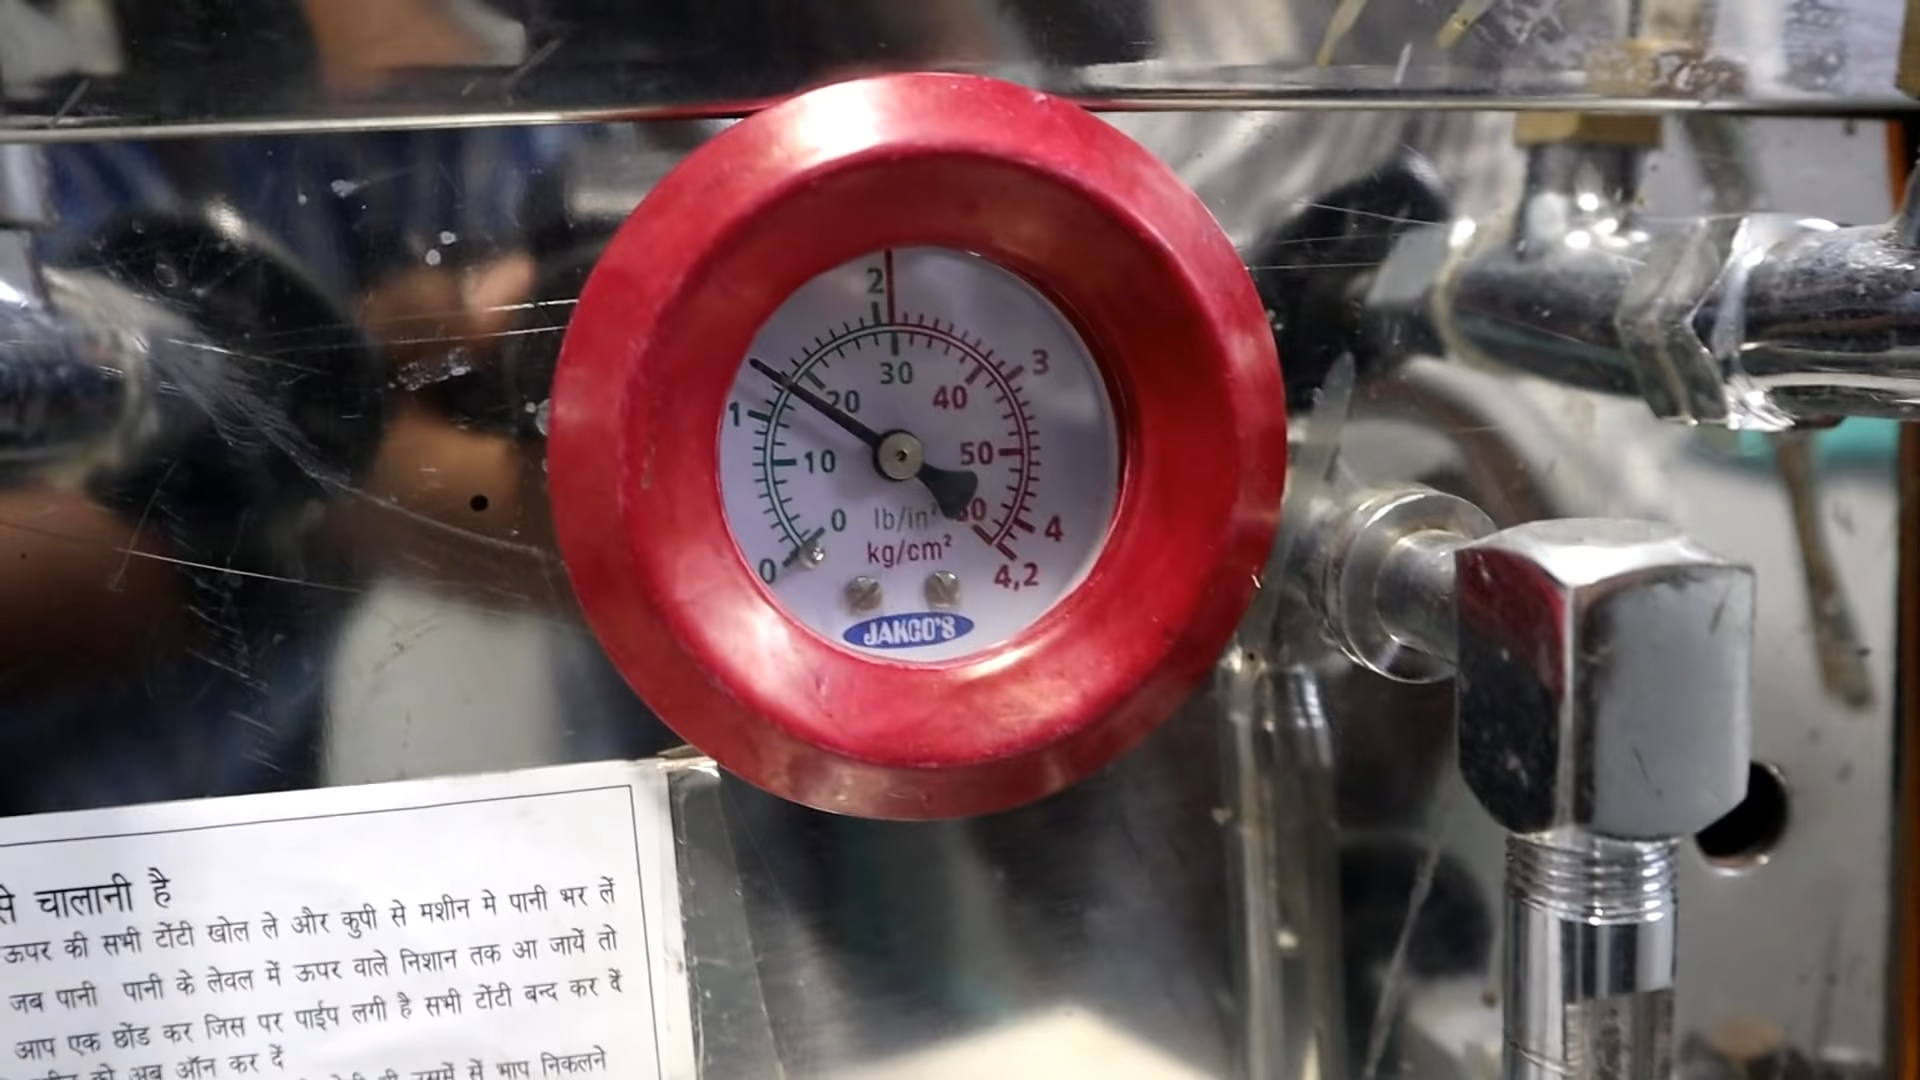 2
3
30
1
20
40
10
50
0
lb/in²
4
kg/cm²
0
4,2
JAKCO'S
से चालानी है
ऊपर की सभी टोंटी खोल ले और कुपी से मशीन मे पानी भर लें
जब पानी पानी के लेवल में ऊपर वाले निशान तक आ जायें तो
आप एक छोंड कर जिस पर पाईप लगी है सभी टोंटी बन्द कर दें
को अब ऑन कर दें
में भाप निकलने